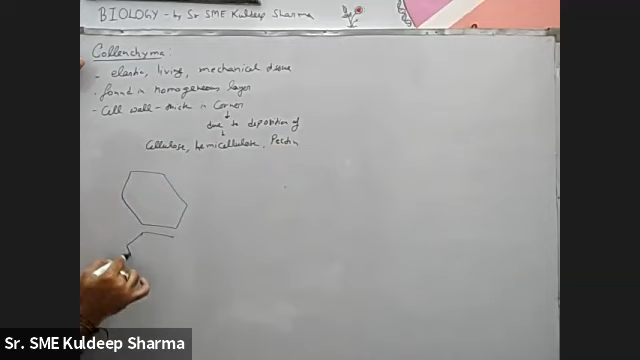 BIOLOGY - by Sr SME Kuldeep Sharma
Collenchyma:
- elastic, living, mechanical tissue
- found in homogeneous layer
- Cell wall - thick in Corner
due to deposition of
Cellulose, hemicellulose, Pectin
Sr. SME Kuldeep Sharma